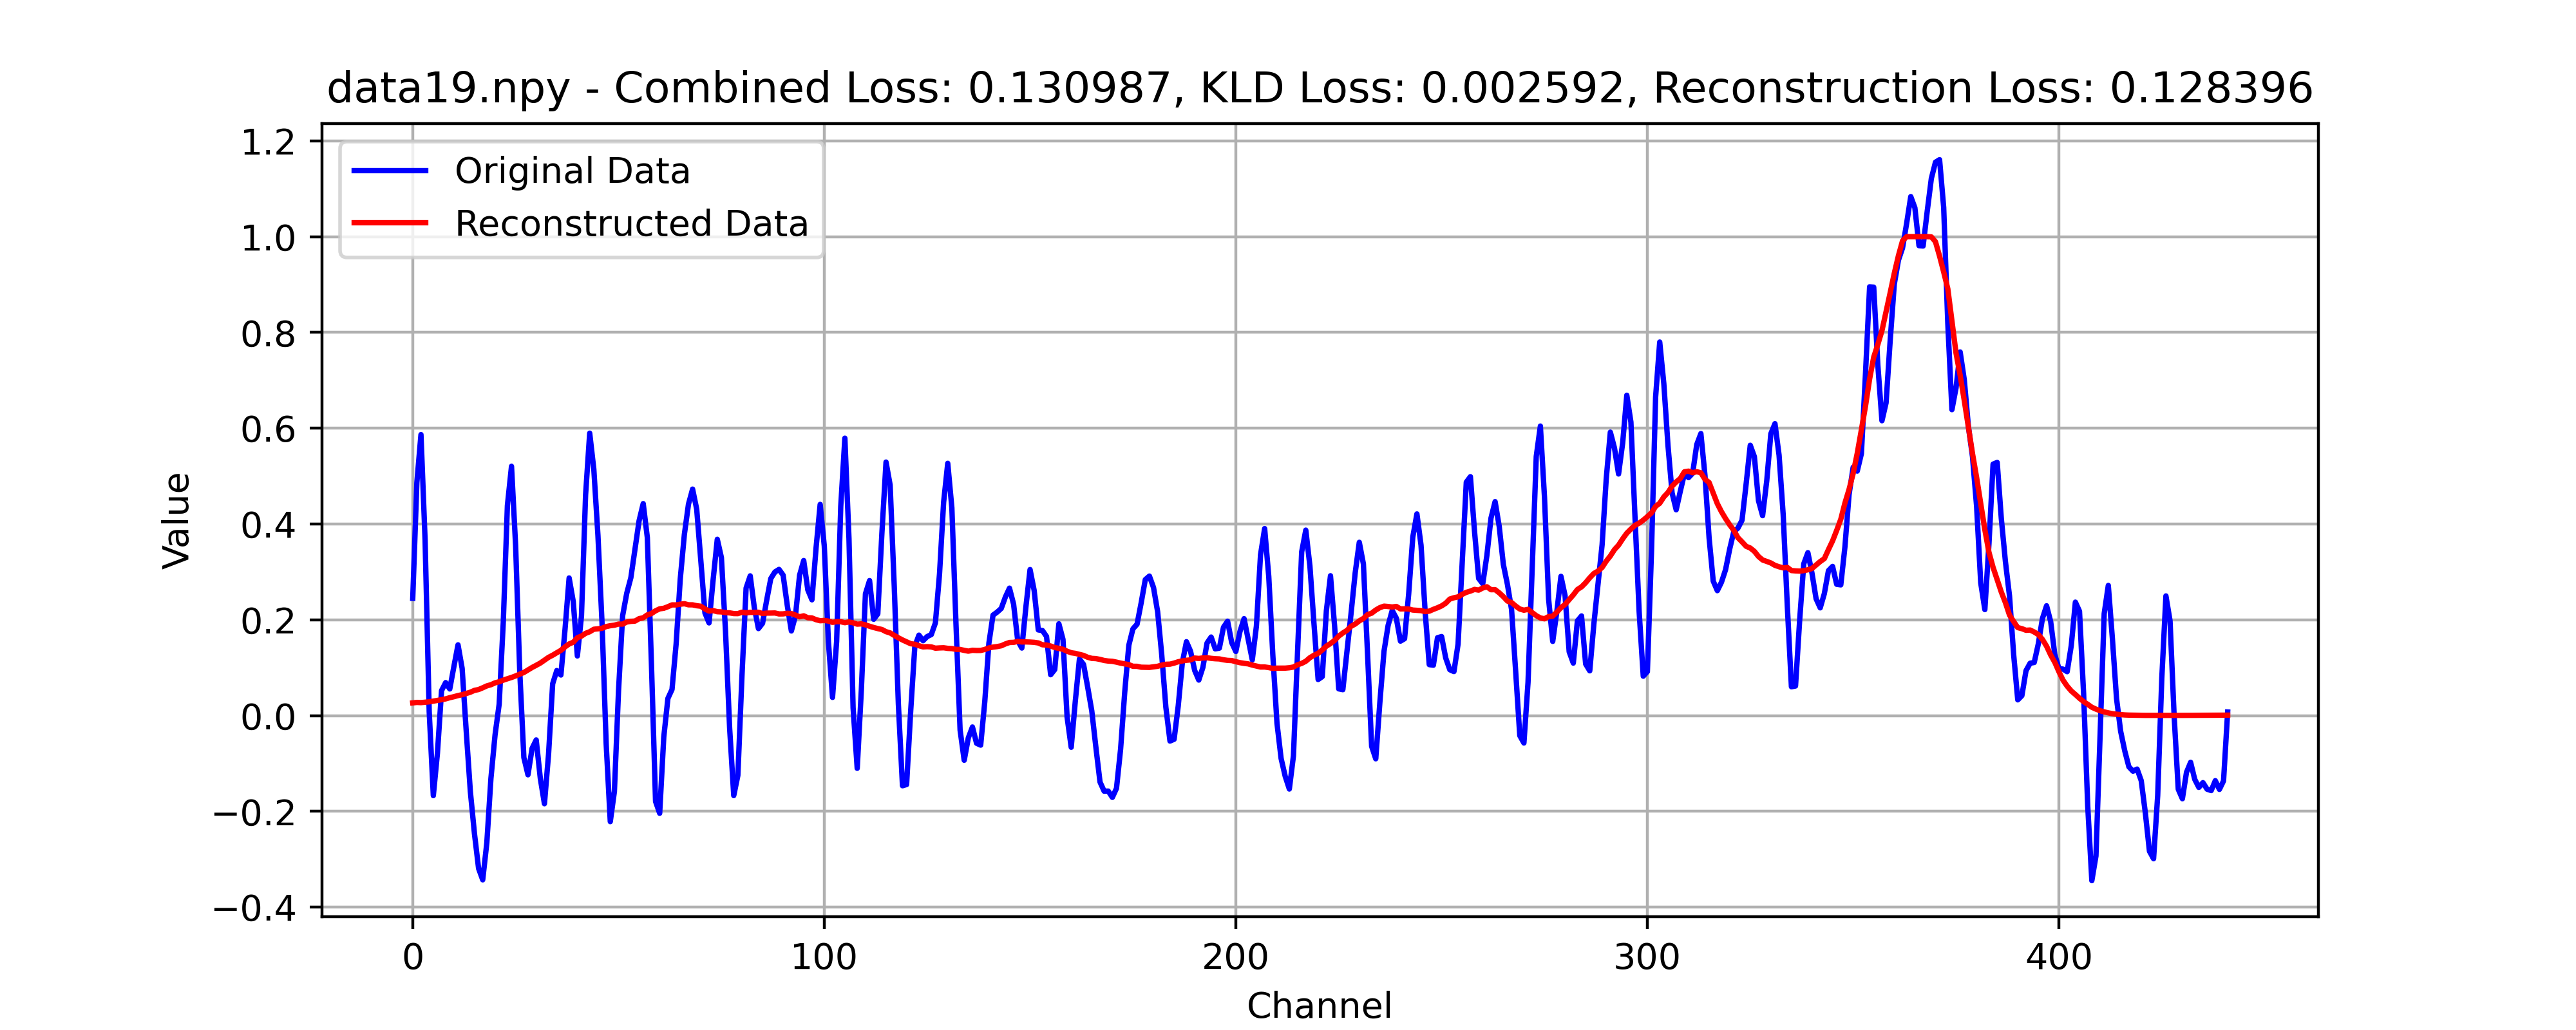 data19.npy - Combined Loss: 0.130987, KLD Loss: 0.002592, Reconstruction Loss: 0.128396
Original Data
Reconstructed Data
1.2
1.0
0.8
0.6
0.4
0.2
0.0
−0.2
−0.4
Value
0 100 200 300 400
Channel